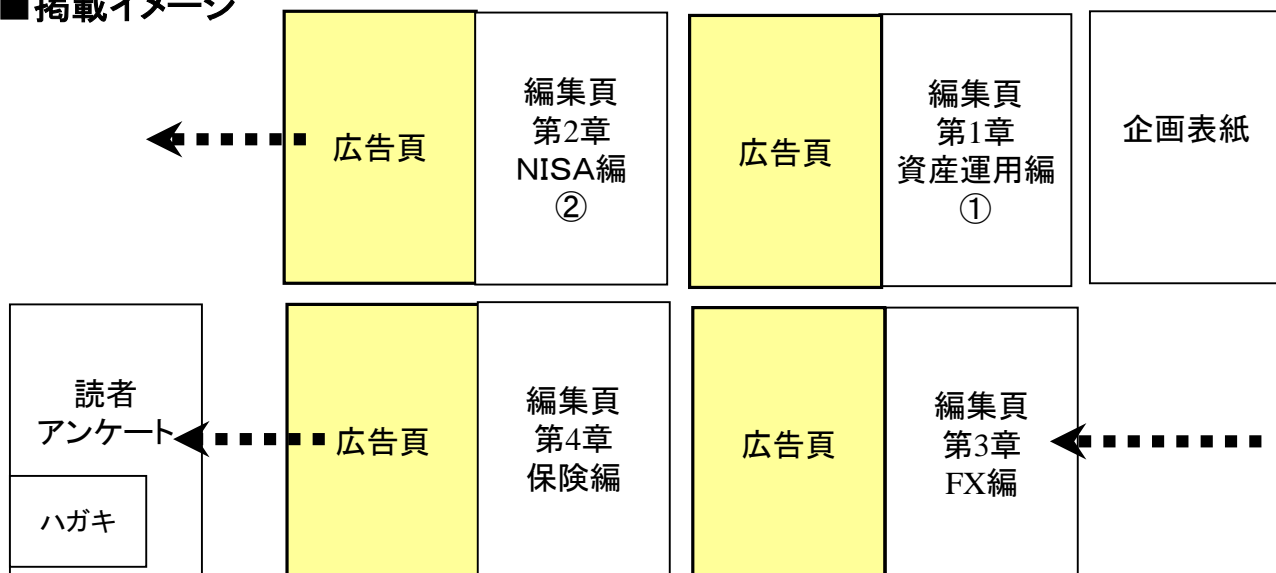 ■掲載イメージ
企画表紙
編集頁
第1章
資産運用編
①
広告頁
編集頁
第2章
NISA編
②
広告頁
編集頁
第3章
FX編
広告頁
編集頁
第4章
保険編
広告頁
読者
アンケート
ハガキ